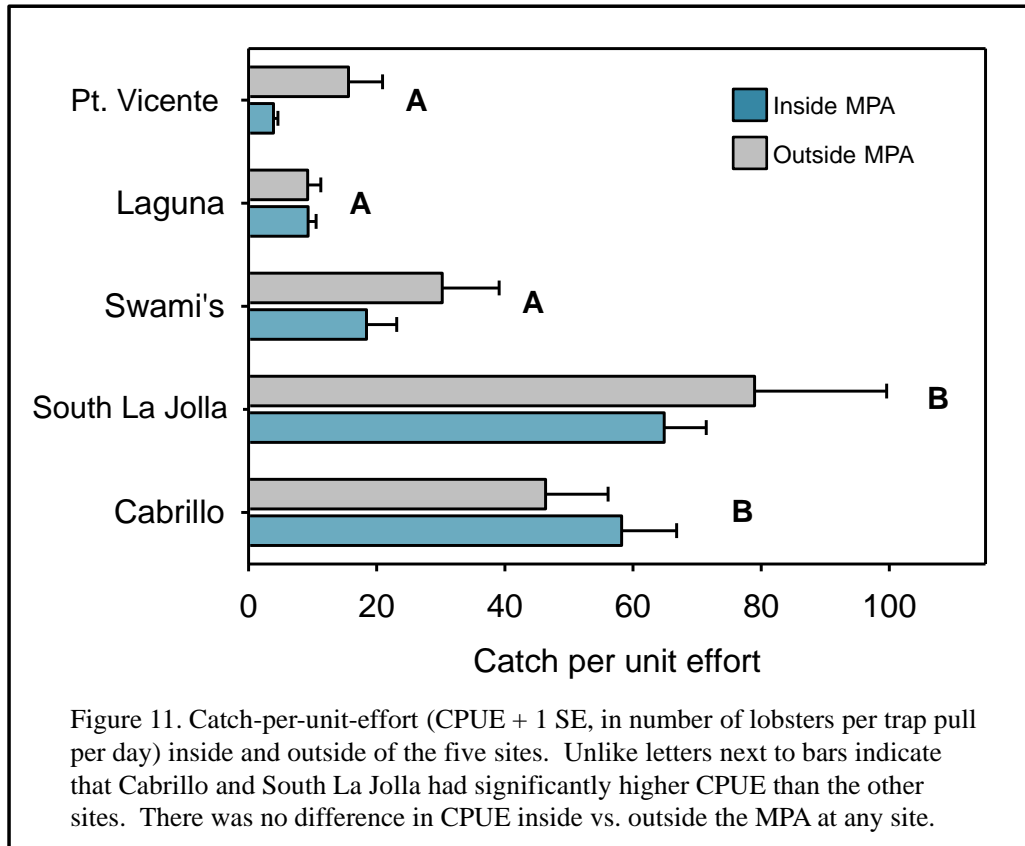 Pt. Vicente
A
Inside MPA
Outside MPA
Laguna
A
Swami's
A
South La Jolla
B
Cabrillo
B
0 20 40 60 80 100
Catch per unit effort
Figure 11. Catch-per-unit-effort (CPUE + 1 SE, in number of lobsters per trap pull
per day) inside and outside of the five sites.  Unlike letters next to bars indicate
that Cabrillo and South La Jolla had significantly higher CPUE than the other
sites.  There was no difference in CPUE inside vs. outside the MPA at any site.